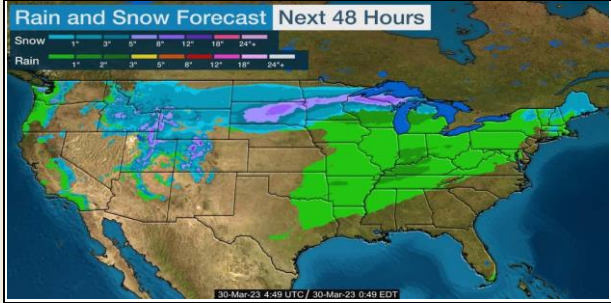 Rain and Snow Forecast Next 48 Hours
Snow 1" 3" 5" 8" 12" 18" 24"+
Rain 1" 2" 3" 5" 8" 12" 18" 24"+
30-Mar-23 4:49 UTC / 30-Mar-23 0:49 EDT